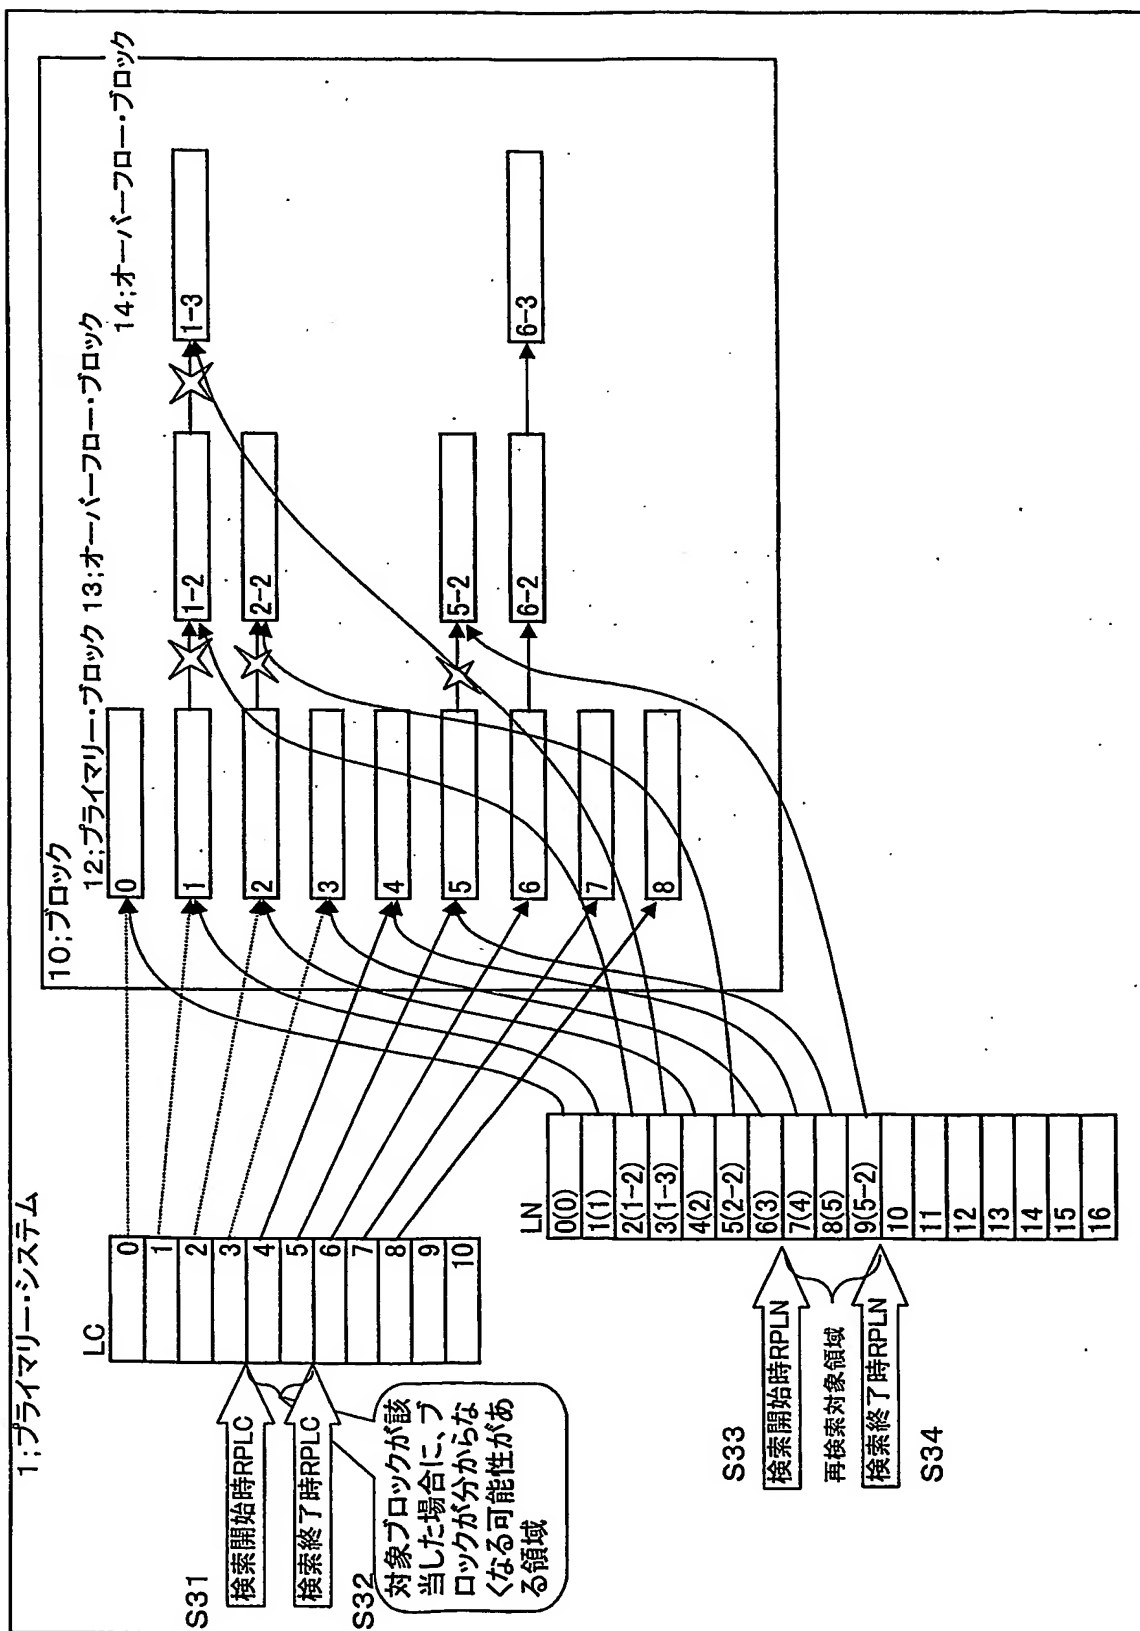 1;プライマリー・システム
10;ブロック
12;プライマリー・ブロック
13;オーバーフロー・ブロック
14;オーバーフロー・ブロック
LC
0
1
2
3
4
5
6
7
8
9
10
0
1
2
3
4
5
6
7
8
1-2
2-2
5-2
6-2
1-3
6-3
S31
検索開始時RPLC
検索終了時RPLC
S32
対象ブロックが該
当した場合に、ブ
ロックが分からな
くなる可能性があ
る領域
LN
0(0)
1(1)
2(1-2)
3(1-3)
4(2)
5(2-2)
6(3)
7(4)
8(5)
9(5-2)
10
11
12
13
14
15
16
S33
検索開始時RPLN
再検索対象領域
検索終了時RPLN
S34